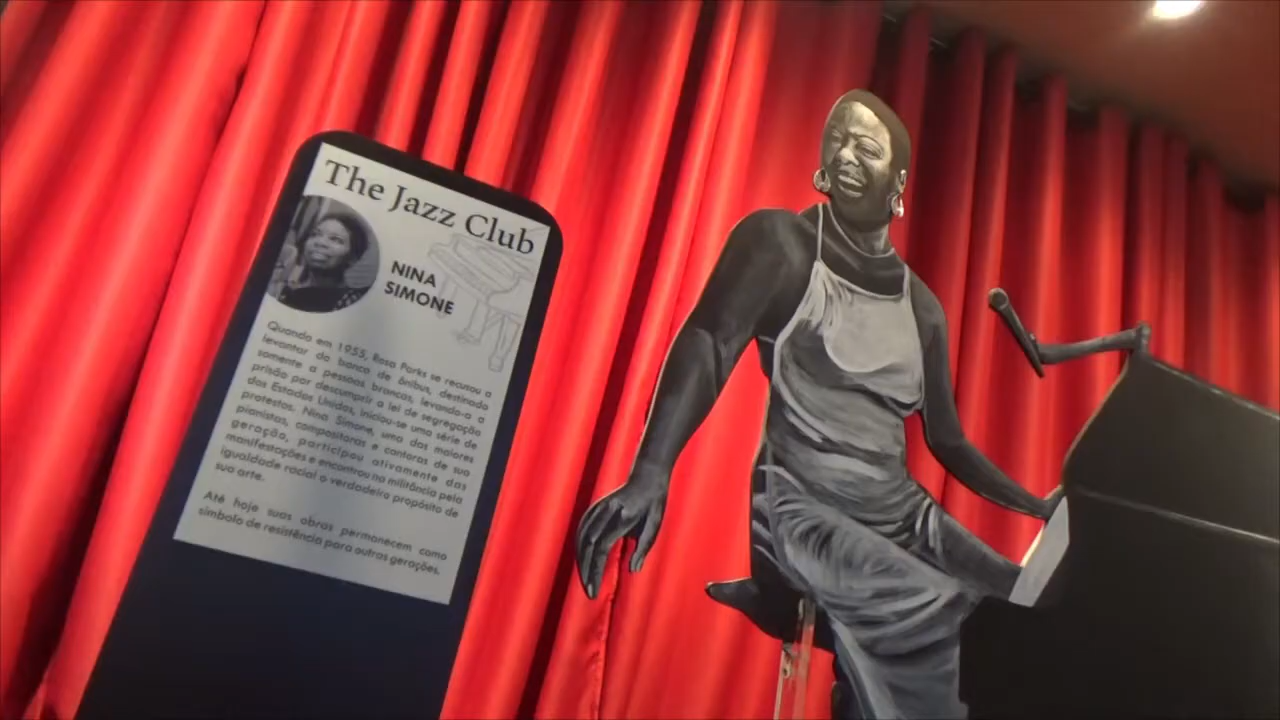 The Jazz Club
NINA
SIMONE
Quando em 1955, Rosa Parks se recusou a
levantar do banco de ônibus, destinado
somente a pessoas brancas, levando-a a
prisão por descumprir a lei de segregação
dos Estados Unidos, iniciou-se uma série de
protestos. Nina Simone, uma das maiores
pianistas, compositoras e cantoras de sua
geração, participou ativamente das
manifestações e encontrou na militância pela
igualdade racial o verdadeiro propósito de
sua arte.
Até hoje suas obras permanecem como
símbolo de resistência para outras gerações.